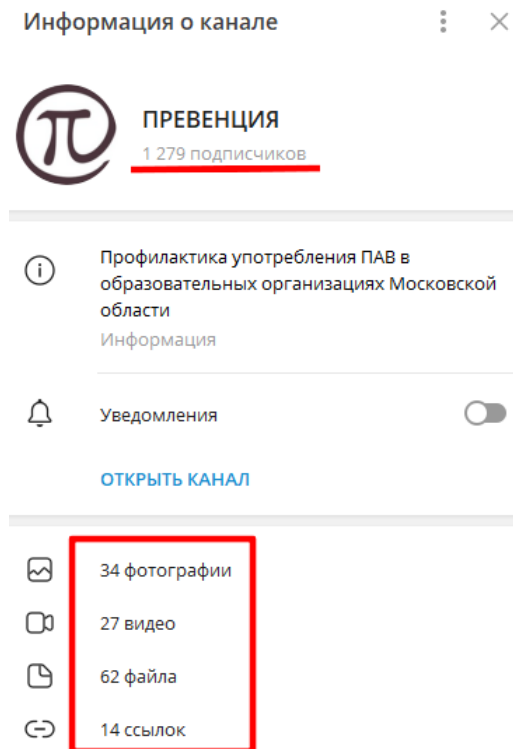 Информация о канале
π
ПРЕВЕНЦИЯ
1 279 подписчиков
Профилактика употребления ПАВ в
образовательных организациях Московской
области
Информация
Уведомления
ОТКРЫТЬ КАНАЛ
34 фотографии
27 видео
62 файла
14 ссылок